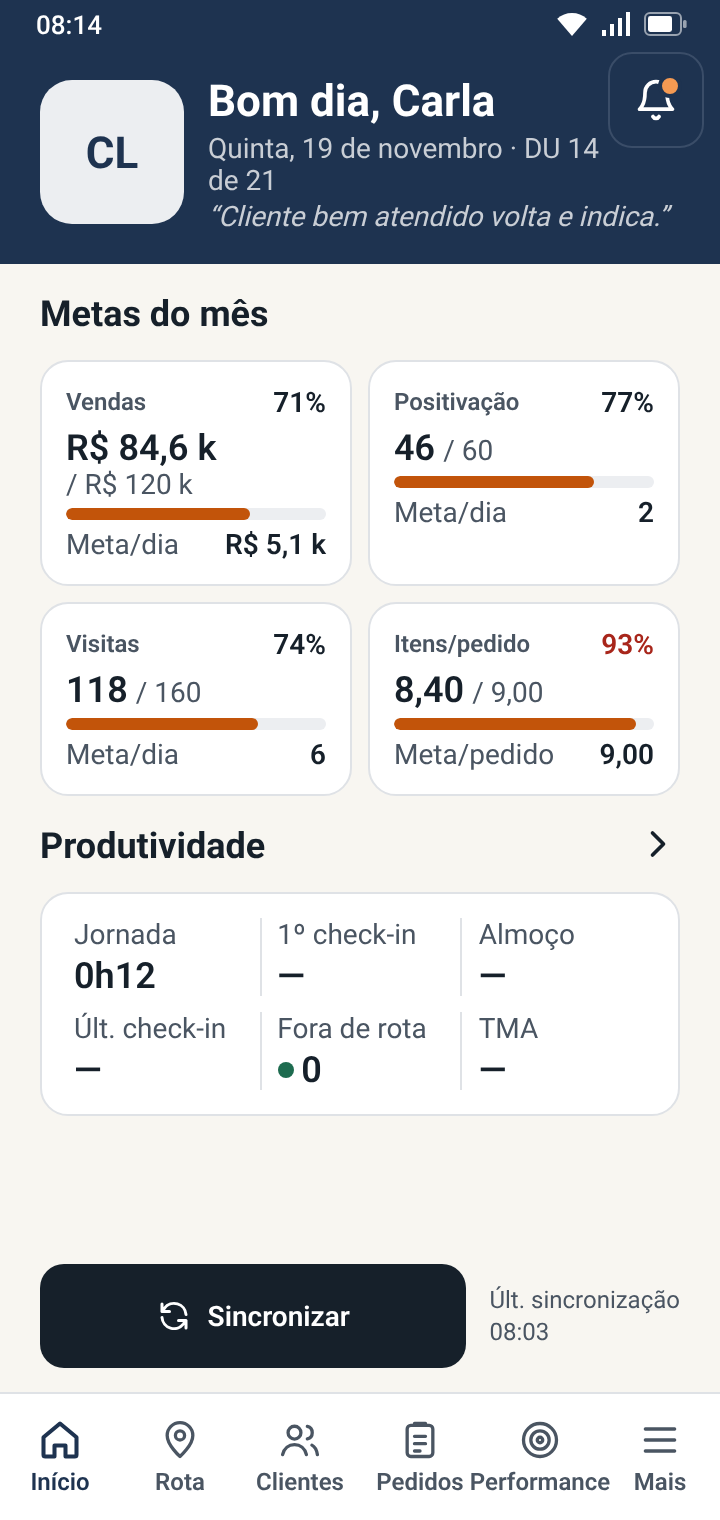 08:14
CL
Bom dia, Carla
Quinta, 19 de novembro · DU 14
de 21
“Cliente bem atendido volta e indica.”
Metas do mês
Vendas 71%
R$ 84,6 k
/ R$ 120 k
Meta/dia R$ 5,1 k
Positivação 77%
46 / 60
Meta/dia 2
Visitas 74%
118 / 160
Meta/dia 6
Itens/pedido 93%
8,40 / 9,00
Meta/pedido 9,00
Produtividade
Jornada
0h12
1º check-in
—
Almoço
—
Últ. check-in
—
Fora de rota
0
TMA
—
Sincronizar
Últ. sincronização
08:03
Início
Rota
Clientes
Pedidos
Performance
Mais